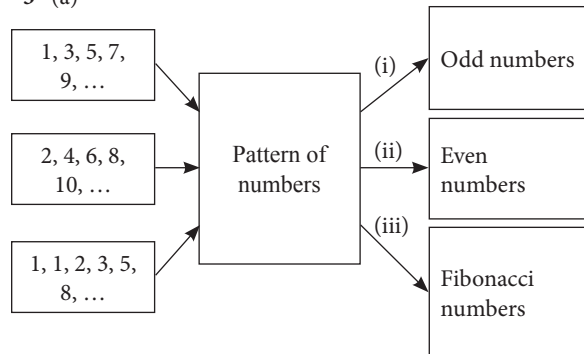 3 (a)
1, 3, 5, 7,
9, …
2, 4, 6, 8,
10, …
1, 1, 2, 3, 5,
8, …
Pattern of
numbers
(i)
Odd numbers
(ii)
Even
numbers
(iii)
Fibonacci
numbers